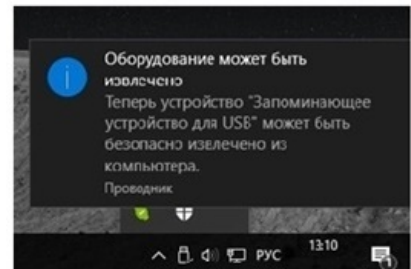 Оборудование может быть
извлечено
Теперь устройство "Запоминающее
устройство для USB" может быть
безопасно извлечено из
компьютера.
Проводник
РУС
13:10
1